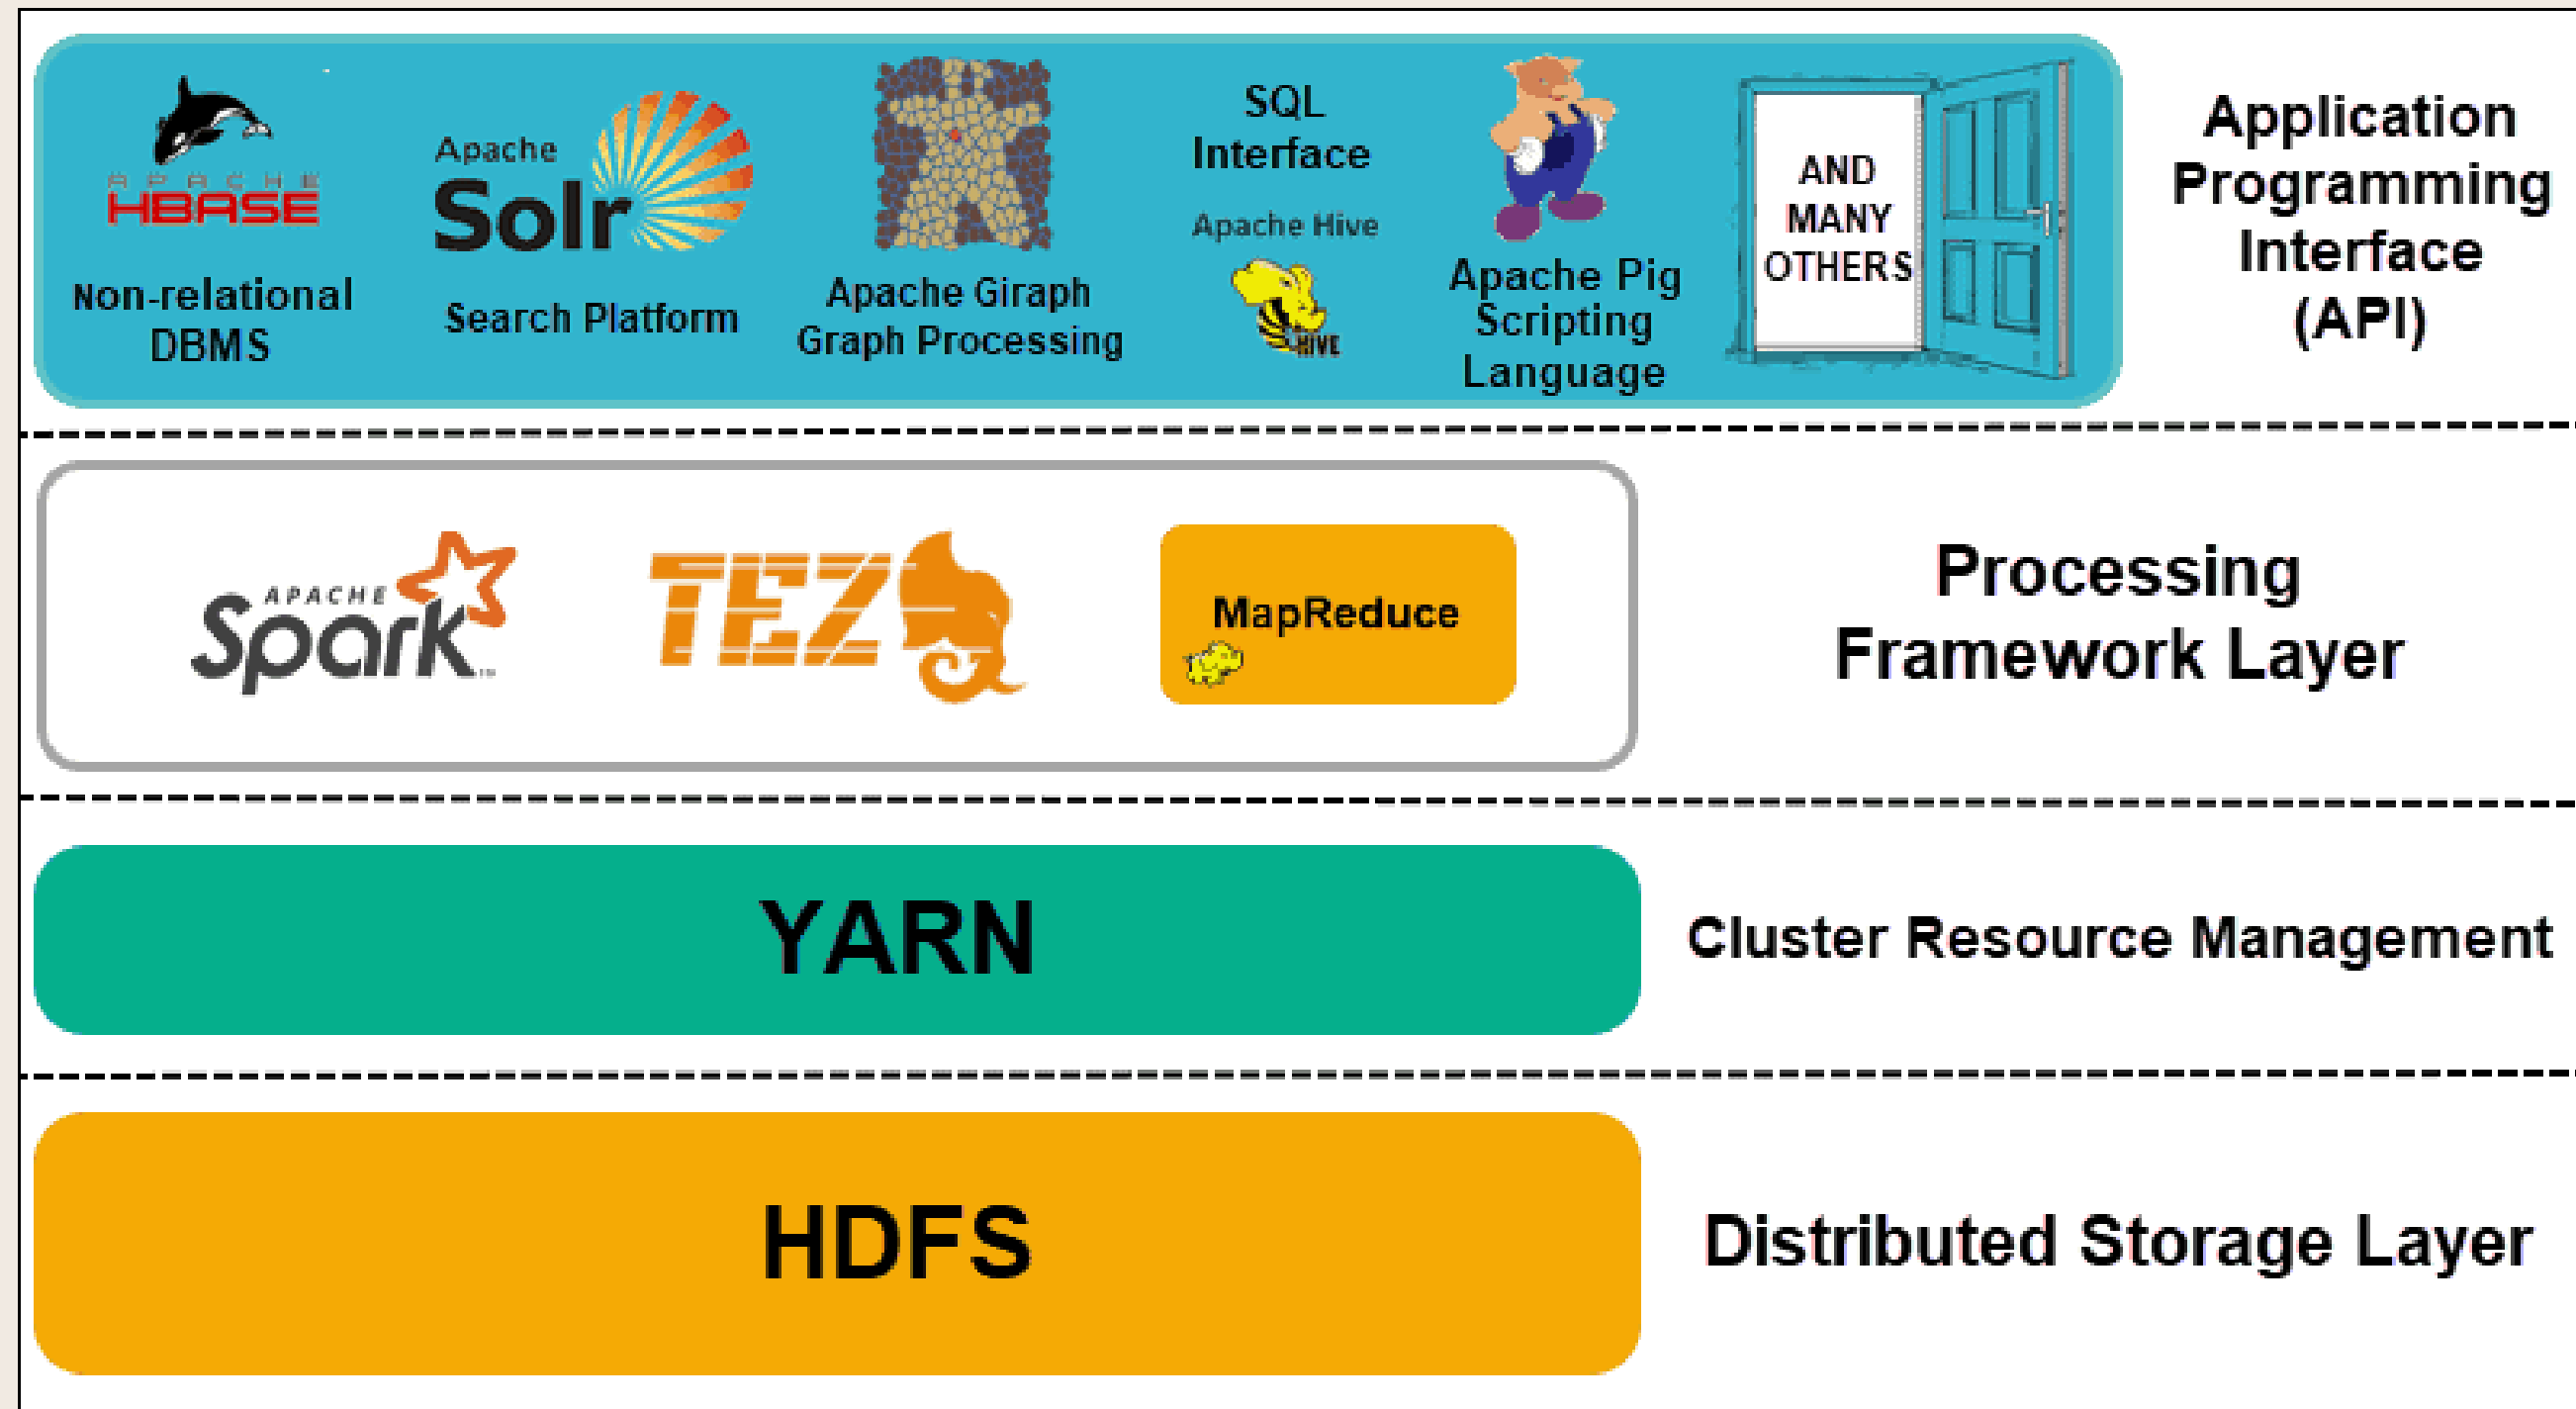 APACHE
HBASE
Non-relational
DBMS
Apache
Solr
Search Platform
Apache Giraph
Graph Processing
SQL
Interface
Apache Hive
HIVE
Apache Pig
Scripting
Language
AND
MANY
OTHERS
Application
Programming
Interface
(API)
APACHE
Spark
TEZ
MapReduce
Processing
Framework Layer
YARN
Cluster Resource Management
HDFS
Distributed Storage Layer